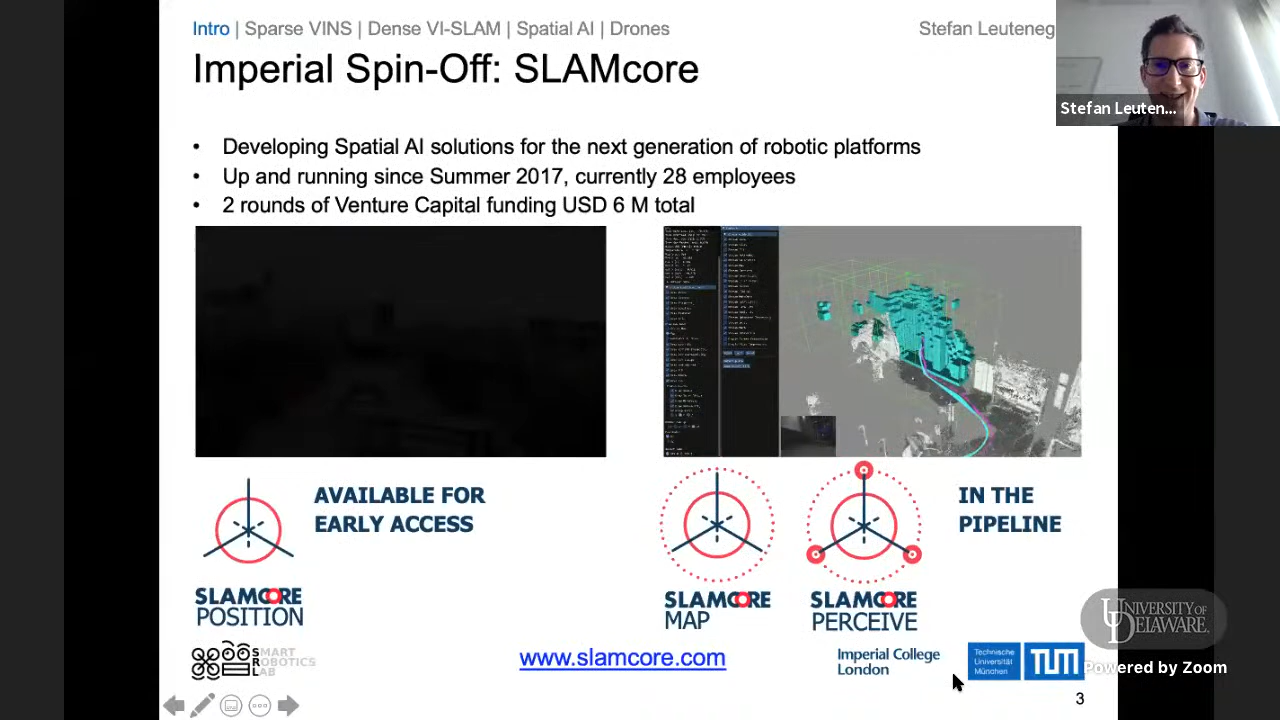 Intro | Sparse VINS | Dense VI-SLAM | Spatial AI | Drones
Stefan Leuteneg
Imperial Spin-Off: SLAMcore
Stefan Leuten...
• Developing Spatial AI solutions for the next generation of robotic platforms
• Up and running since Summer 2017, currently 28 employees
• 2 rounds of Venture Capital funding USD 6 M total
AVAILABLE FOR
EARLY ACCESS
IN THE
PIPELINE
SLAMCORE
POSITION
SLAMCORE
MAP
SLAMCORE
PERCEIVE
UNIVERSITY OF
DELAWARE.
SMART
ROBOTICS
LAB
www.slamcore.com
Imperial College
London
Technische
Universität
München
TUM
Powered by Zoom
3